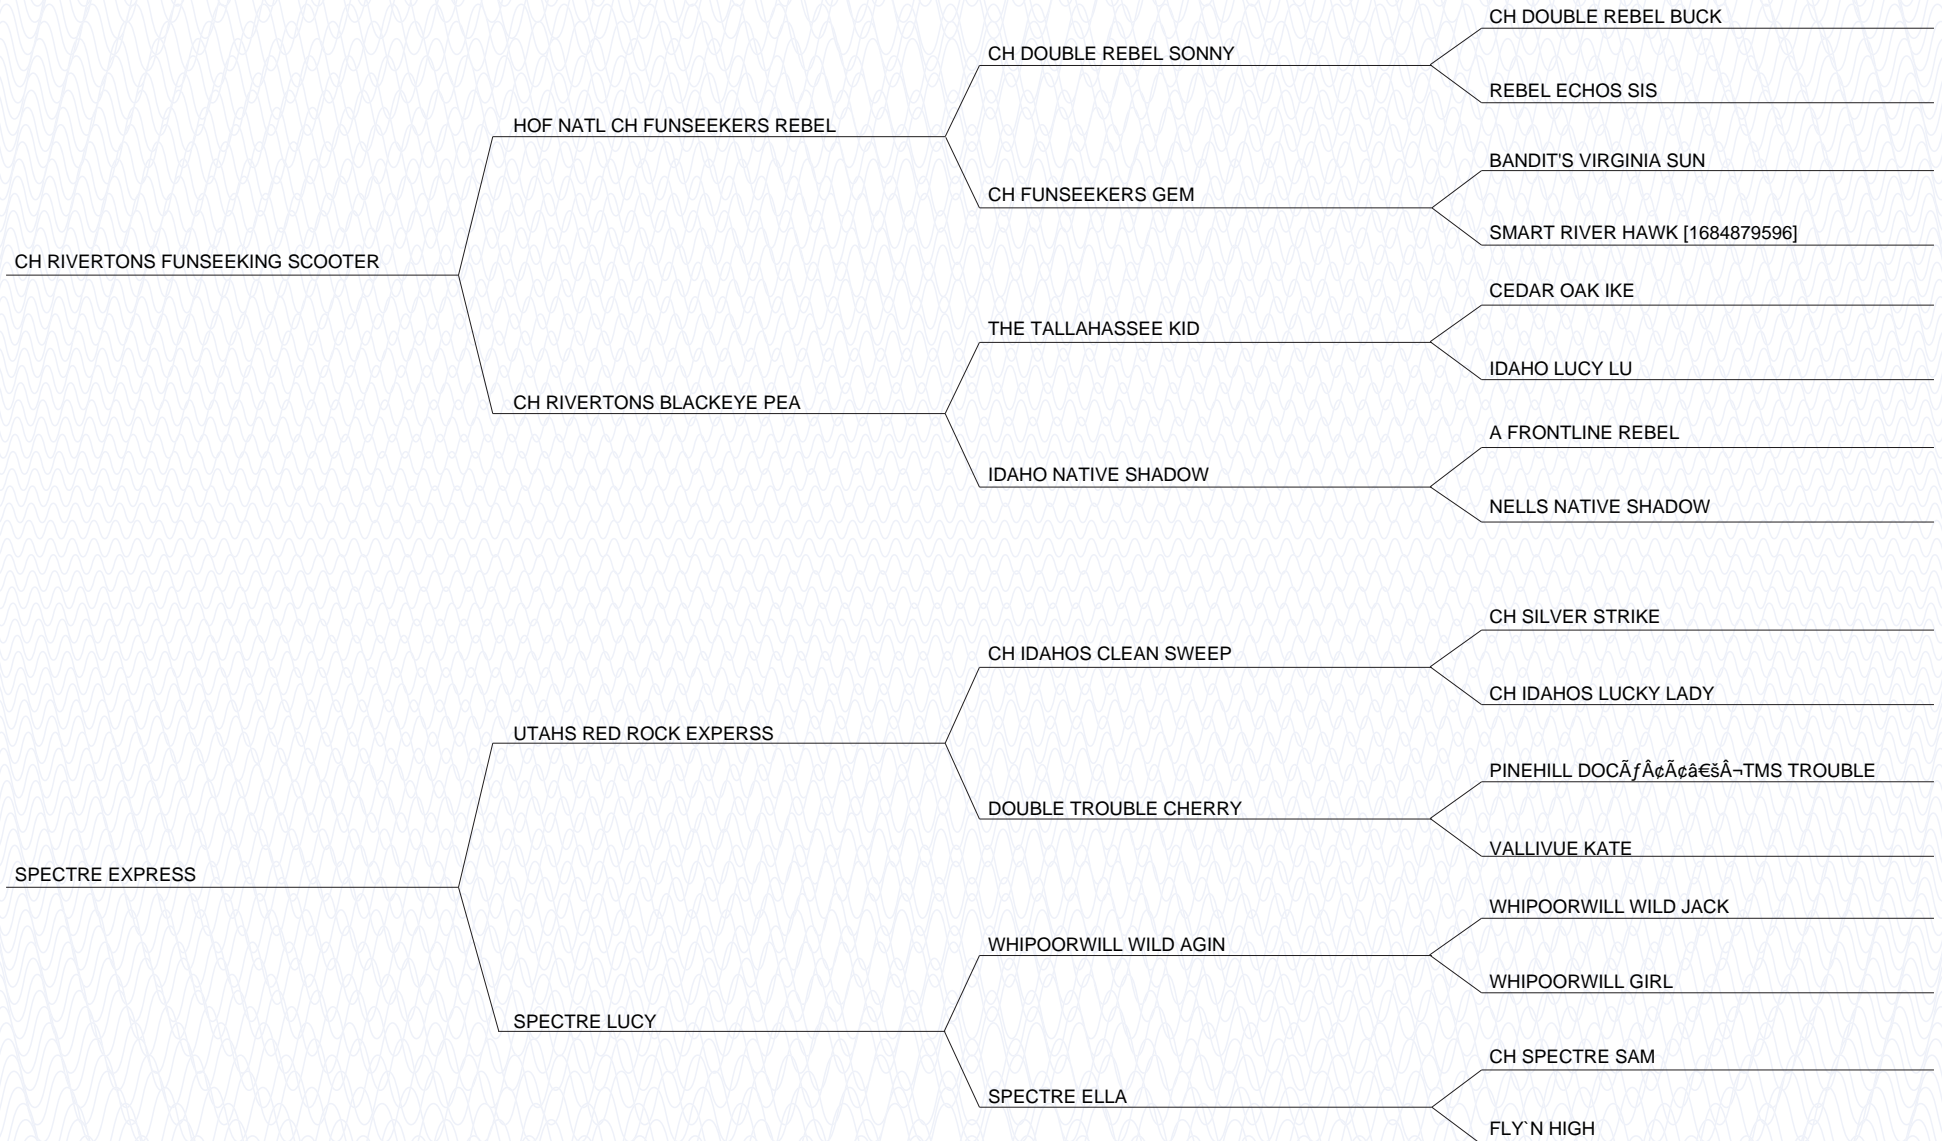 CH DOUBLE REBEL BUCK
CH DOUBLE REBEL SONNY
REBEL ECHOS SIS
HOF NATL CH FUNSEEKERS REBEL
BANDIT'S VIRGINIA SUN
CH FUNSEEKERS GEM
SMART RIVER HAWK [1684879596]
CH RIVERTONS FUNSEEKING SCOOTER
CEDAR OAK IKE
THE TALLAHASSEE KID
IDAHO LUCY LU
CH RIVERTONS BLACKEYE PEA
A FRONTLINE REBEL
IDAHO NATIVE SHADOW
NELLS NATIVE SHADOW
CH SILVER STRIKE
CH IDAHOS CLEAN SWEEP
CH IDAHOS LUCKY LADY
UTAHS RED ROCK EXPERSS
PINEHILL DOCÃƒÂ¢Ã¢â€šÂ¬TMS TROUBLE
DOUBLE TROUBLE CHERRY
VALLIVUE KATE
SPECTRE EXPRESS
WHIPOORWILL WILD JACK
WHIPOORWILL WILD AGIN
WHIPOORWILL GIRL
SPECTRE LUCY
CH SPECTRE SAM
SPECTRE ELLA
FLY`N HIGH